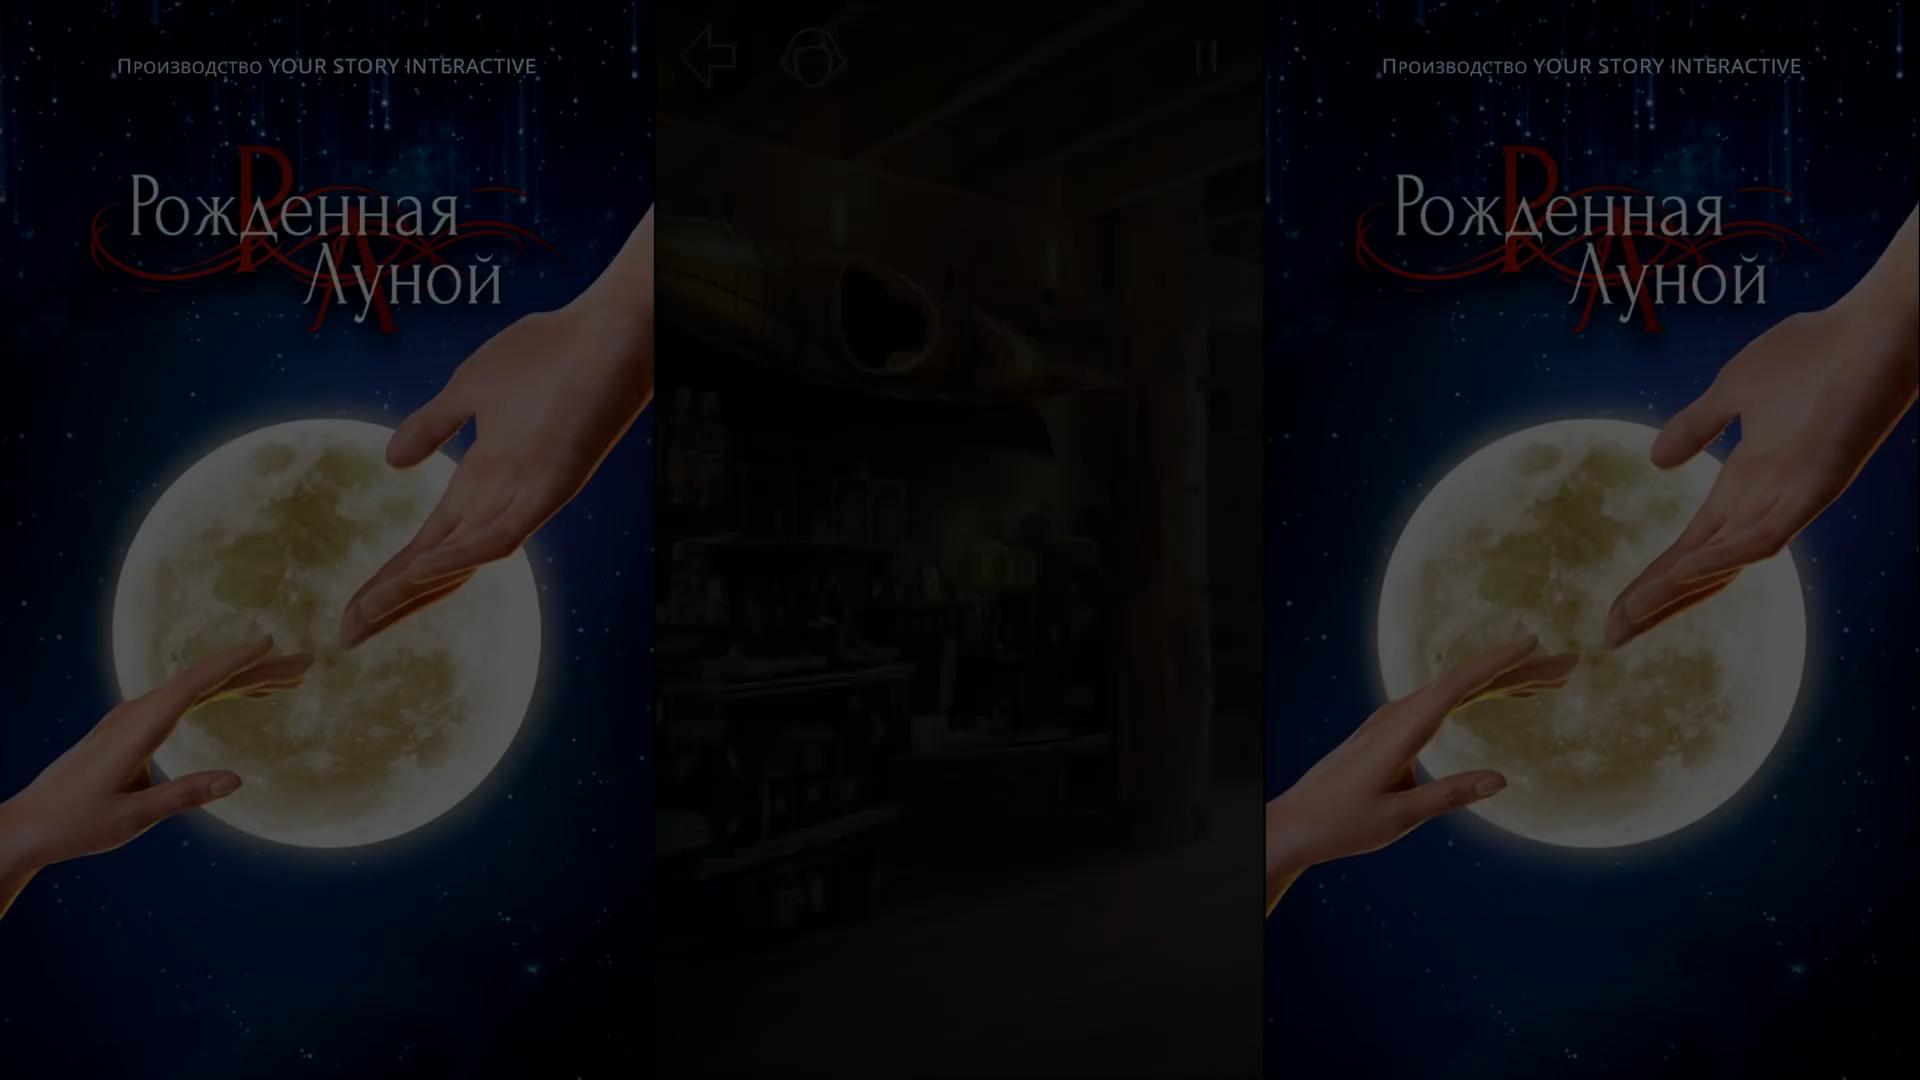 Производство YOUR STORY INTERACTIVE
Рожденная
Луной
Производство YOUR STORY INTERACTIVE
Рожденная
Луной